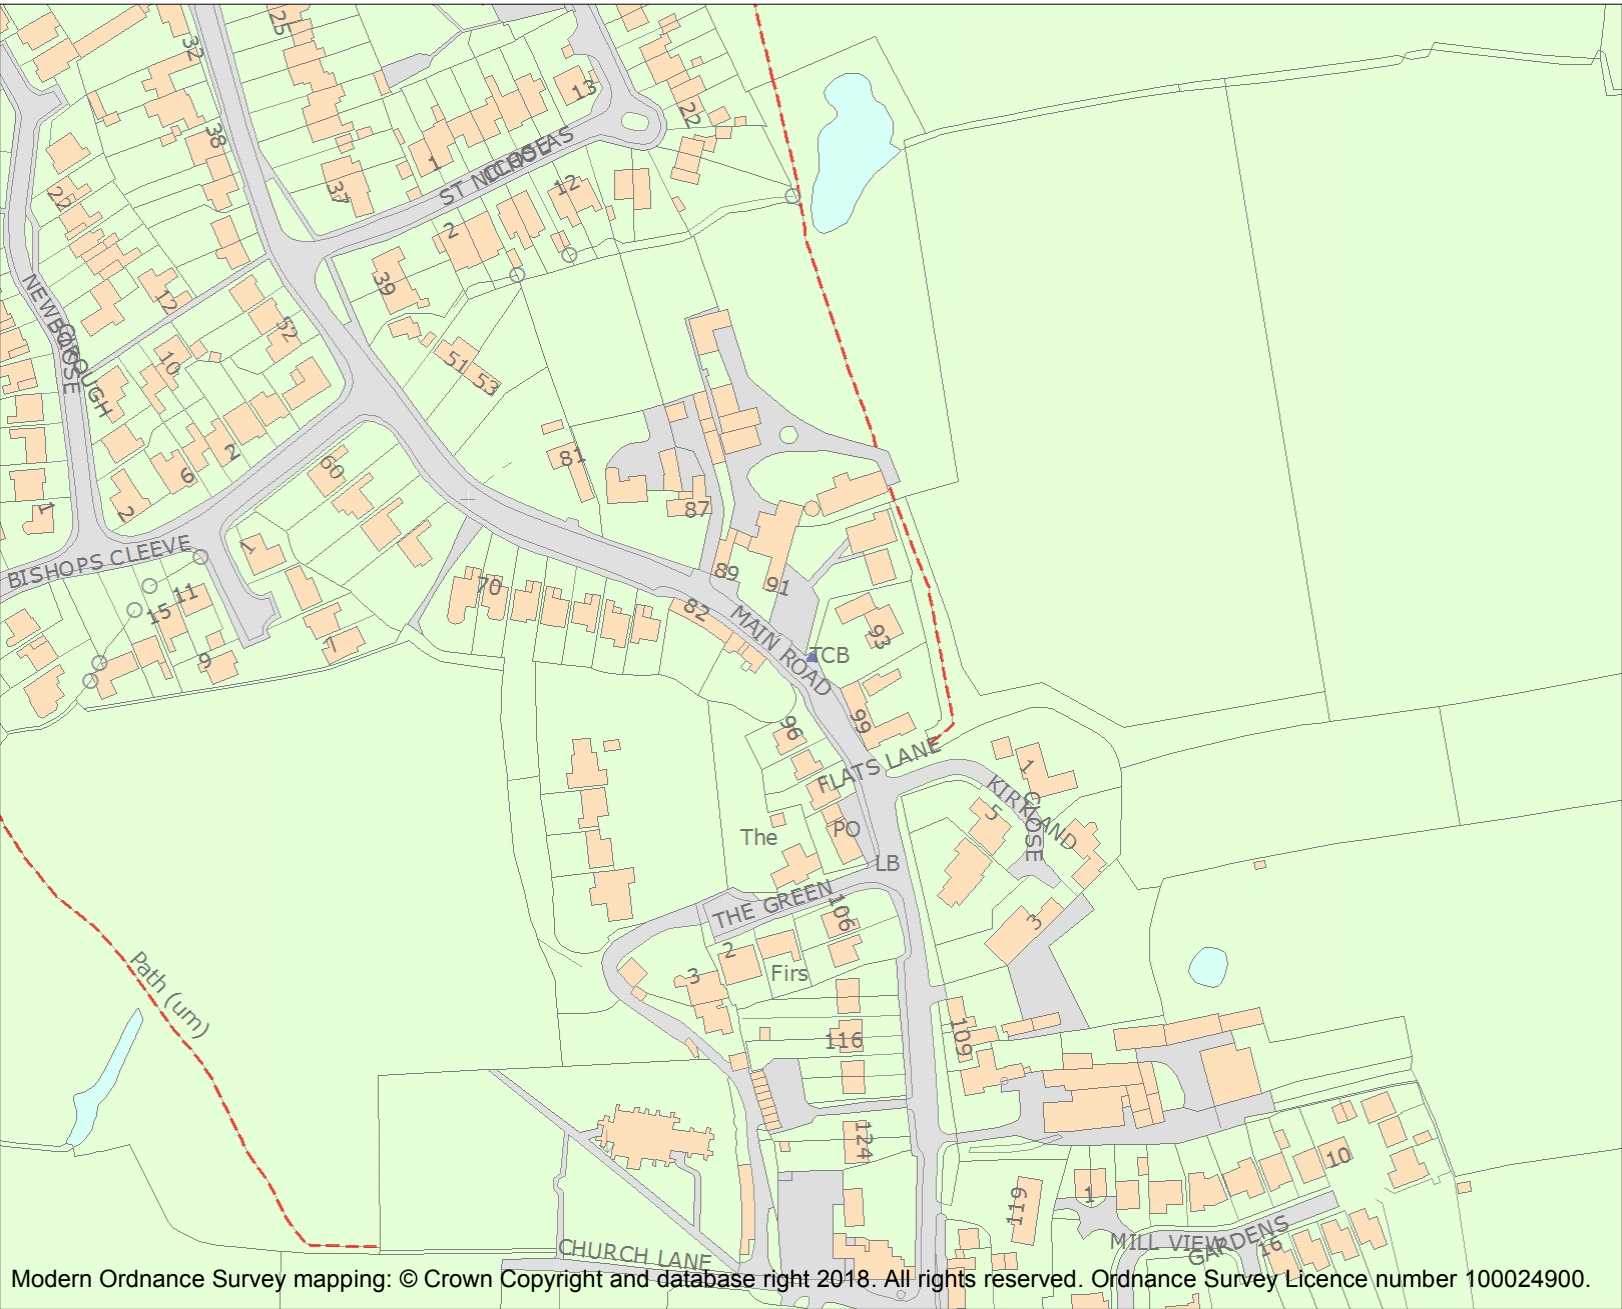 32
25
38
13
22
1
37
ST NICHOLAS
CLOSE
12
2
22
39
NEWBOROUGH
CLOSE
12
52
10
51
53
81
2
6
60
87
1
2
BISHOPS CLEEVE
1
11
15
9
7
70
82
89
91
93
MAIN ROAD
TCB
99
96
FLATS LANE
KIRKLAND
CLOSE
1
5
The
PO
LB
THE GREEN
106
3
2
3
Firs
Path (um)
116
109
124
119
1
10
MILL VIEW
GARDENS
16
CHURCH LANE
Modern Ordnance Survey mapping: © Crown Copyright and database right 2018. All rights reserved. Ordnance Survey Licence number 100024900.